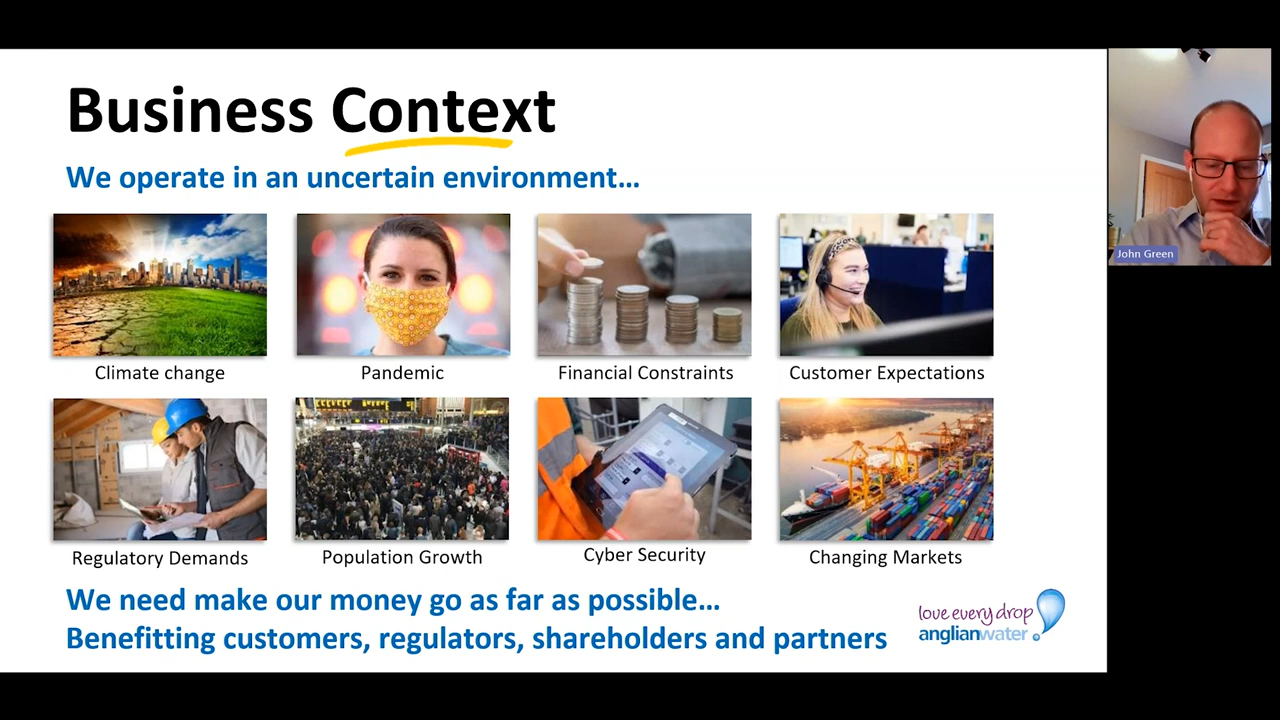 Business Context
We operate in an uncertain environment...
Climate change
Pandemic
Financial Constraints
Customer Expectations
Regulatory Demands
Population Growth
Cyber Security
Changing Markets
We need make our money go as far as possible...
Benefitting customers, regulators, shareholders and partners
love every drop
anglianwater
John Green